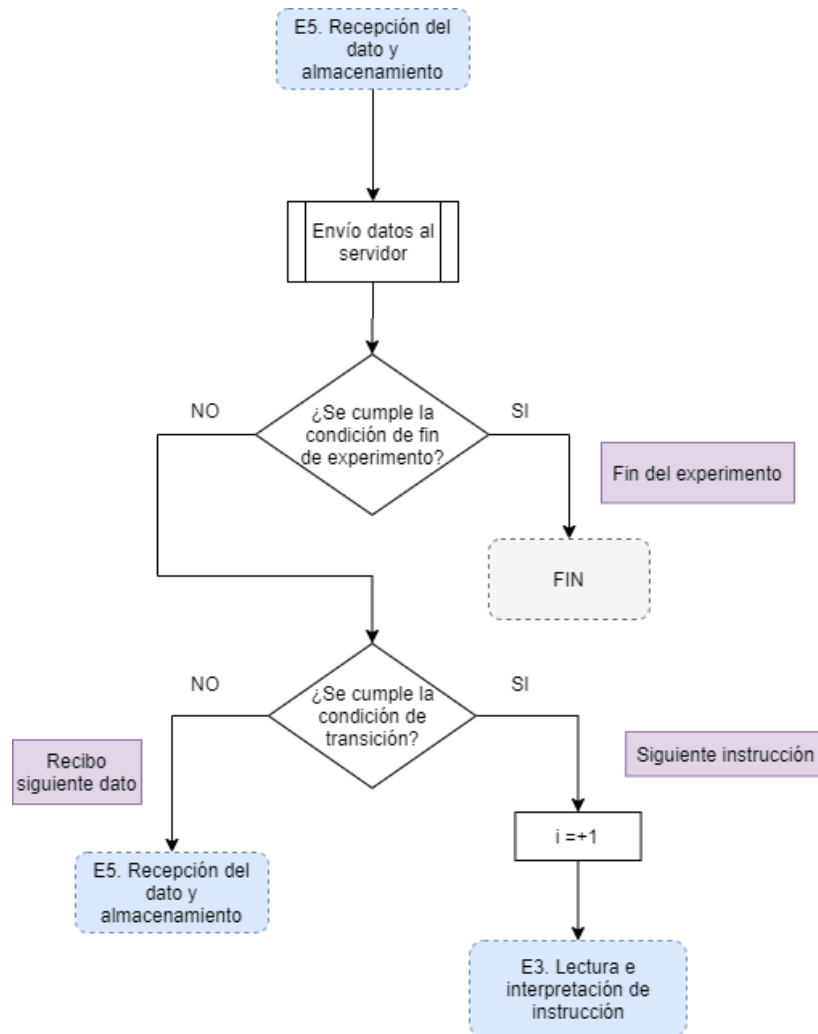 E5. Recepción del
dato y
almacenamiento
Envío datos al
servidor
NO
SI
¿Se cumple la
condición de fin
de experimento?
Fin del experimento
FIN
NO
SI
¿Se cumple la
condición de
transición?
Recibo
siguiente dato
Siguiente instrucción
i =+1
E5. Recepción del
dato y
almacenamiento
E3. Lectura e
interpretación de
instrucción